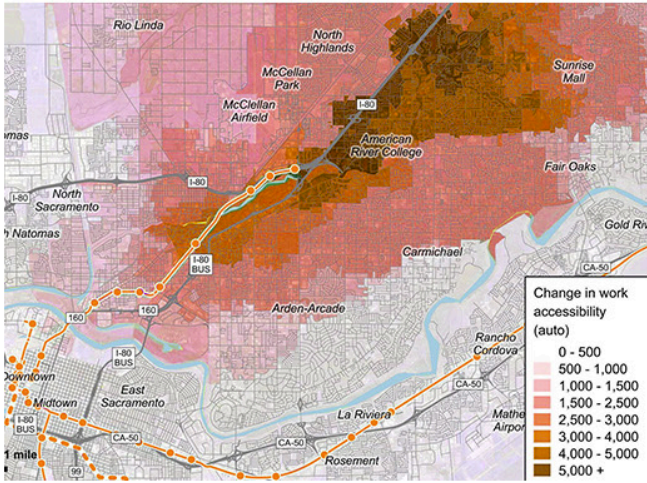 Rio Linda
North
Highlands
McCellan
Park
McClellan
Airfield
Sunrise
Mall
I-80
American
River College
omas
I-80
North
Sacramento
h Natomas
Fair Oaks
Gold Riv
I-80
BUS
Carmichael
CA-50
160
160
Arden-Arcade
I-80
BUS
Rancho
Cordova
Downtown
East
Sacramento
Midtown
CA-50
La Riviera
Mathe
Airpor
I-80
BUS
CA-50
CA-50
1 mile
99
Rosemont
Change in work
accessibility
(auto)
0 - 500
500 - 1,000
1,000 - 1,500
1,500 - 2,500
2,500 - 3,000
3,000 - 4,000
4,000 - 5,000
5,000 +